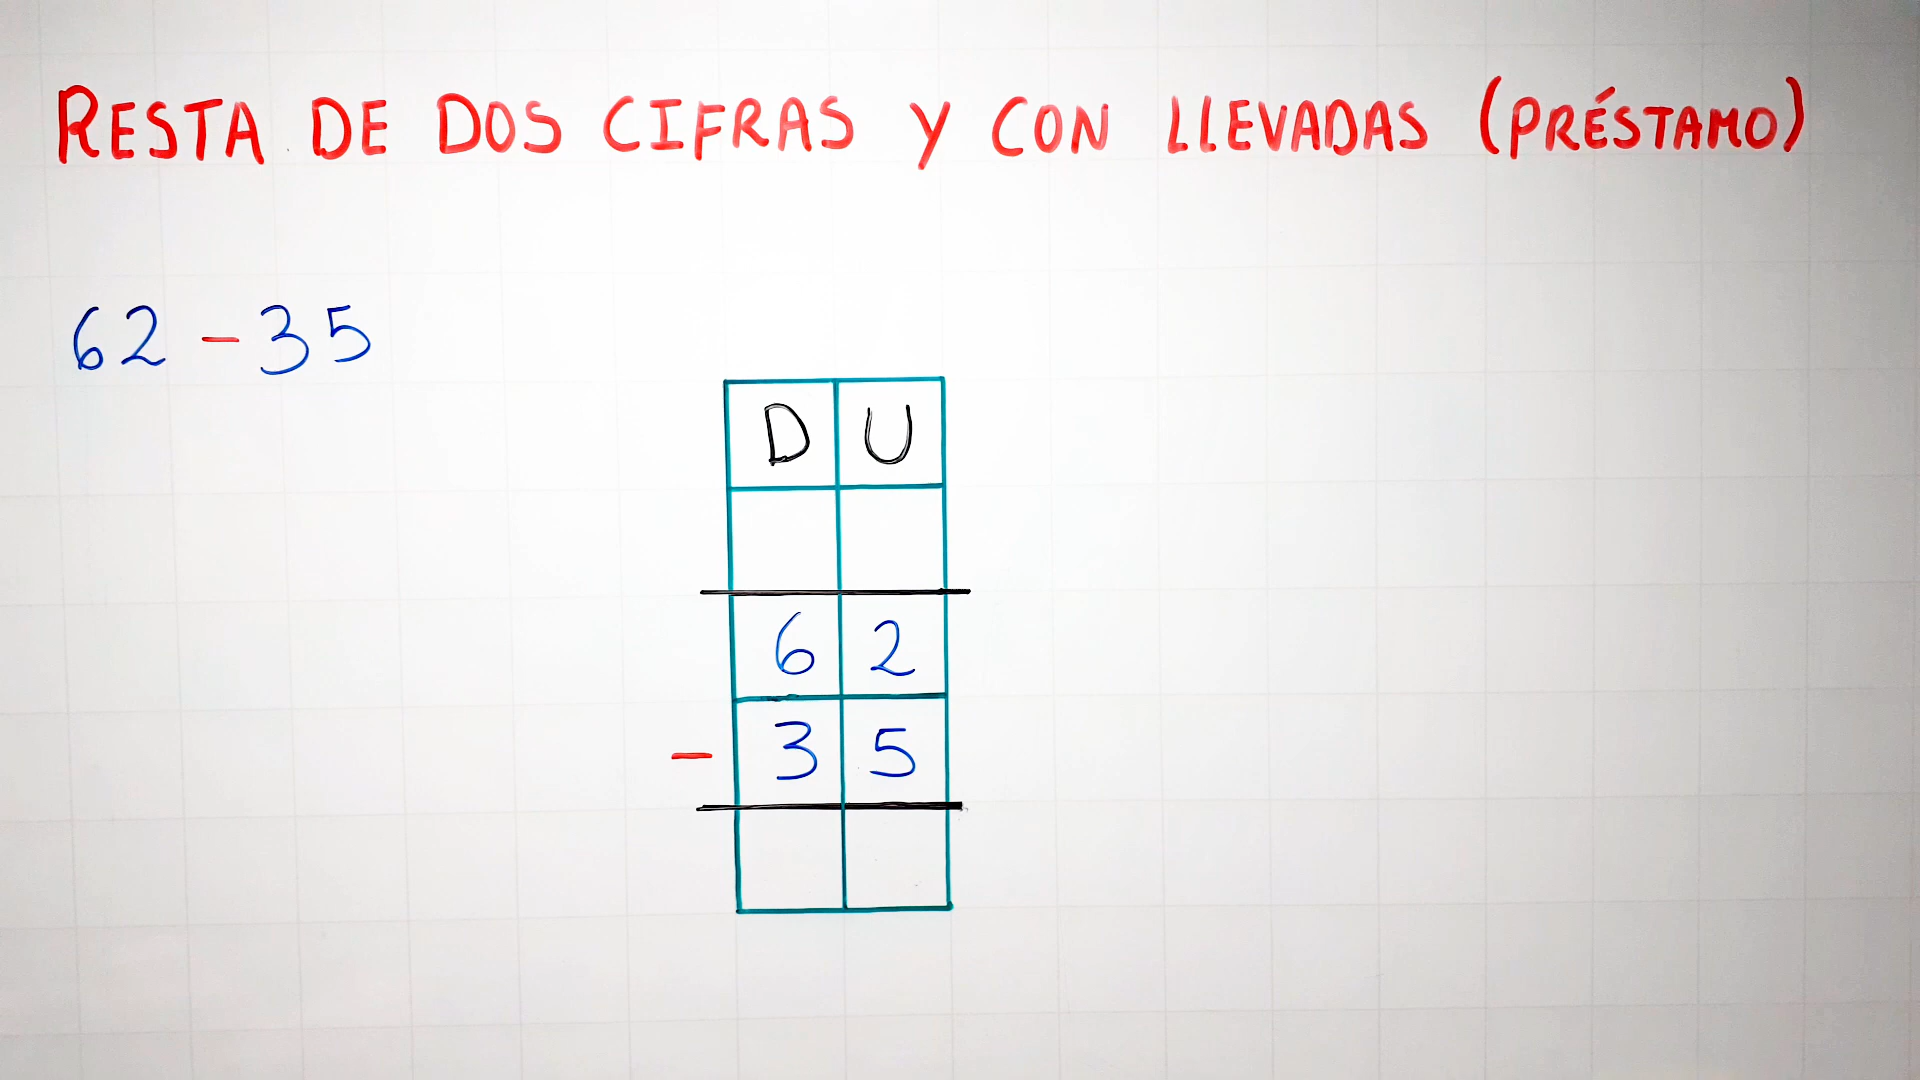 RESTA DE DOS CIFRAS Y CON LLEVADAS (PRÉSTAMO)
62 - 35
D U
6 2
- 3 5